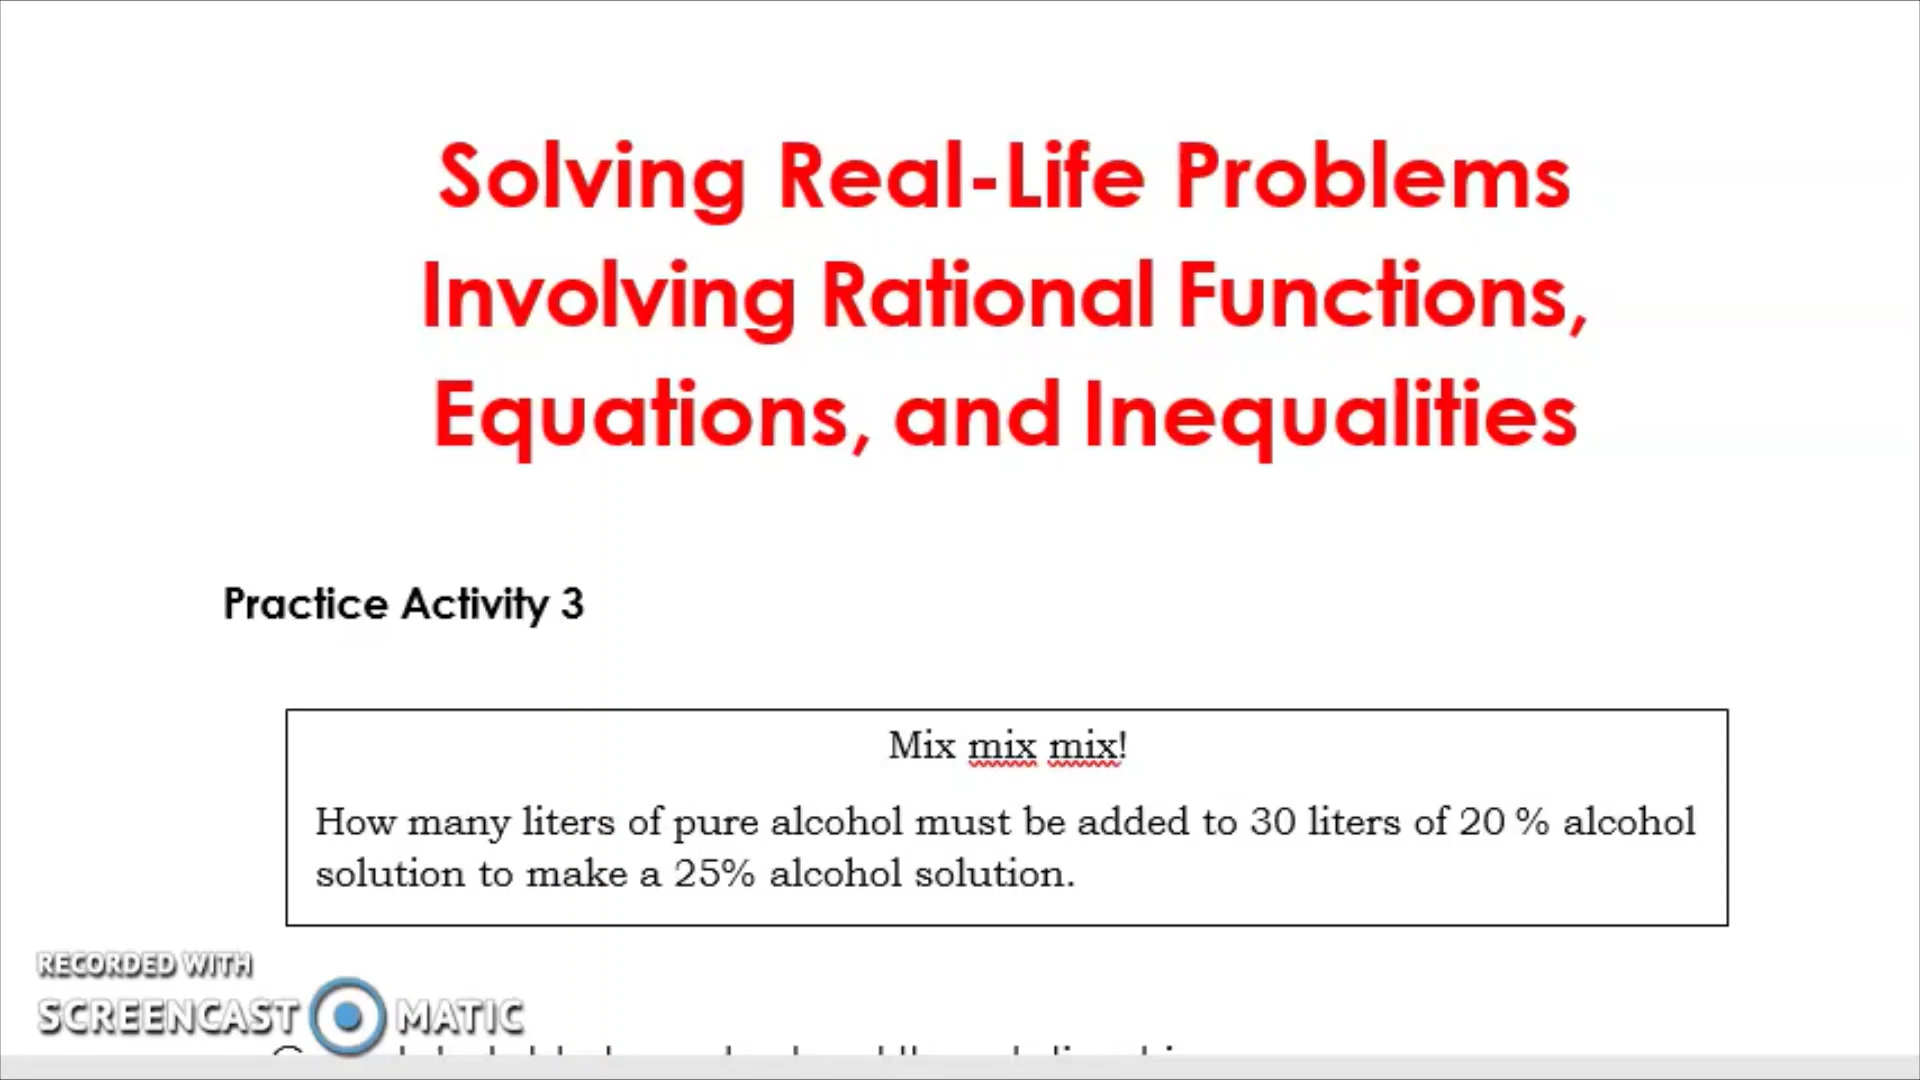 Solving Real-Life Problems
Involving Rational Functions,
Equations, and Inequalities
Practice Activity 3
Mix mix mix!
How many liters of pure alcohol must be added to 30 liters of 20 % alcohol
solution to make a 25% alcohol solution.
RECORDED WITH
SCREENCAST MATIC